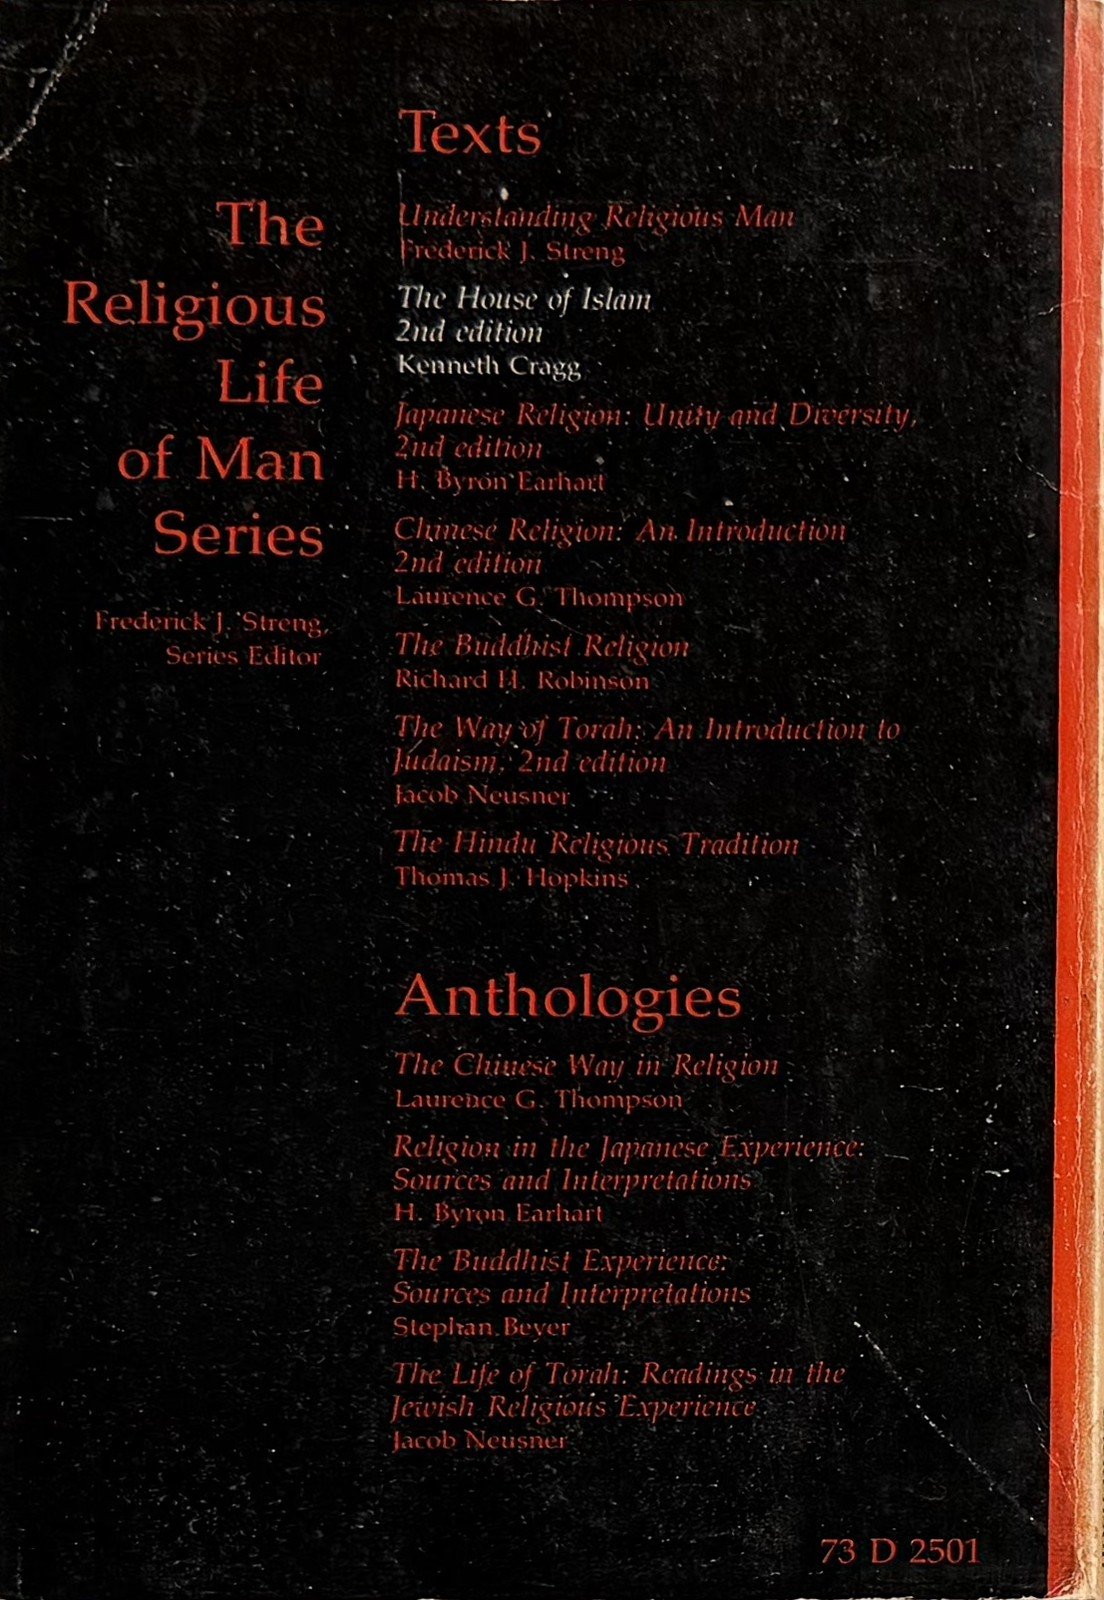 The
Religious
Life
of Man
Series
Frederick J. Streng,
Series Editor
Texts
Understanding Religious Man
Frederick J. Streng
The House of Islam
2nd edition
Kenneth Cragg
Japanese Religion: Unity and Diversity,
2nd edition
H. Byron Earhart
Chinese Religion: An Introduction
2nd edition
Laurence G. Thompson
The Buddhist Religion
Richard H. Robinson
The Way of Torah: An Introduction to
Judaism, 2nd edition
Jacob Neusner
The Hindu Religious Tradition
Thomas J. Hopkins
Anthologies
The Chinese Way in Religion
Laurence G. Thompson
Religion in the Japanese Experience:
Sources and Interpretations
H. Byron Earhart
The Buddhist Experience:
Sources and Interpretations
Stephan Beyer
The Life of Torah: Readings in the
Jewish Religious Experience
Jacob Neusner
73 D 2501